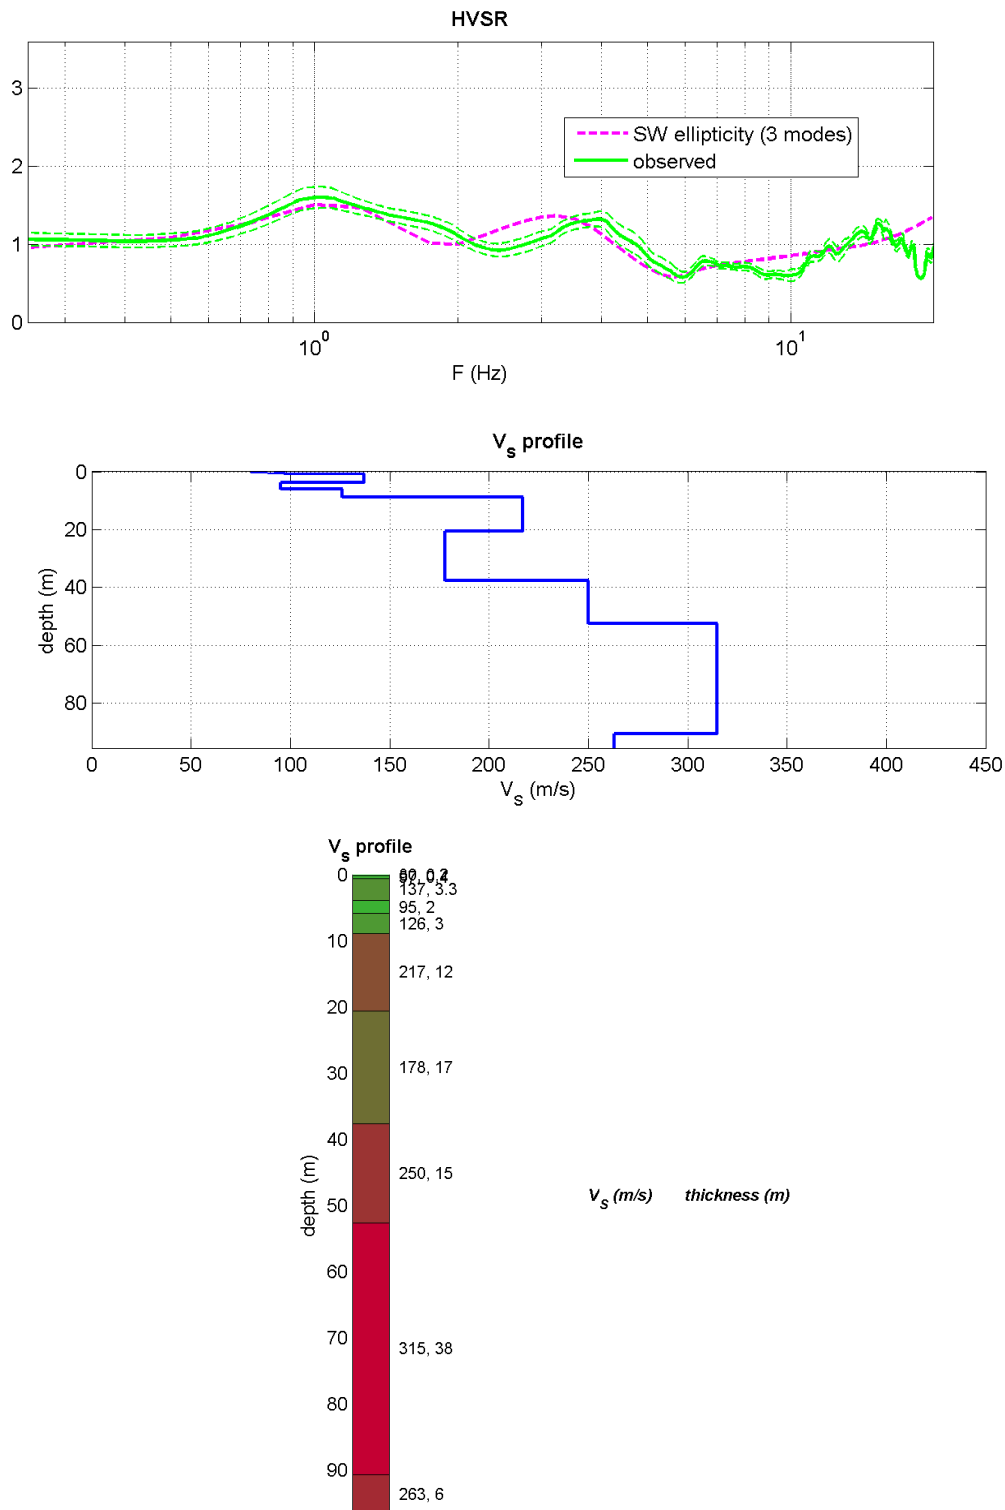 HVSR
3
2
1
0
SW ellipticity (3 modes)
observed
10^0
10^1
F (Hz)
V_S profile
0
20
40
60
80
depth (m)
0 50 100 150 200 250 300 350 400 450
V_S (m/s)
V_S profile
0
137, 3.3
95, 2
126, 3
10
217, 12
20
178, 17
30
40
250, 15
depth (m)
V_S (m/s) thickness (m)
50
60
315, 38
70
80
90
263, 6